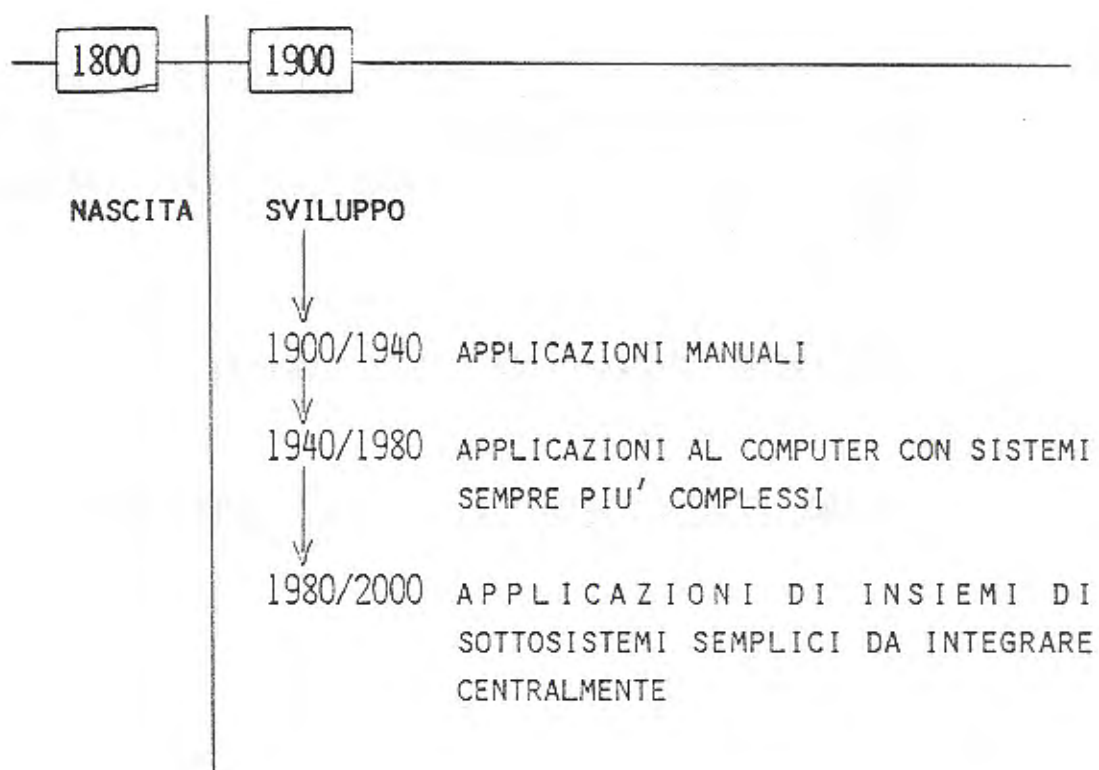 1800 1900
NASCITA SVILUPPO
1900/1940 APPLICAZIONI MANUALI
1940/1980 APPLICAZIONI AL COMPUTER CON SISTEMI
SEMPRE PIU' COMPLESSI
1980/2000 APPLICAZIONI DI INSIEMI DI
SOTTOSISTEMI SEMPLICI DA INTEGRARE
CENTRALMENTE